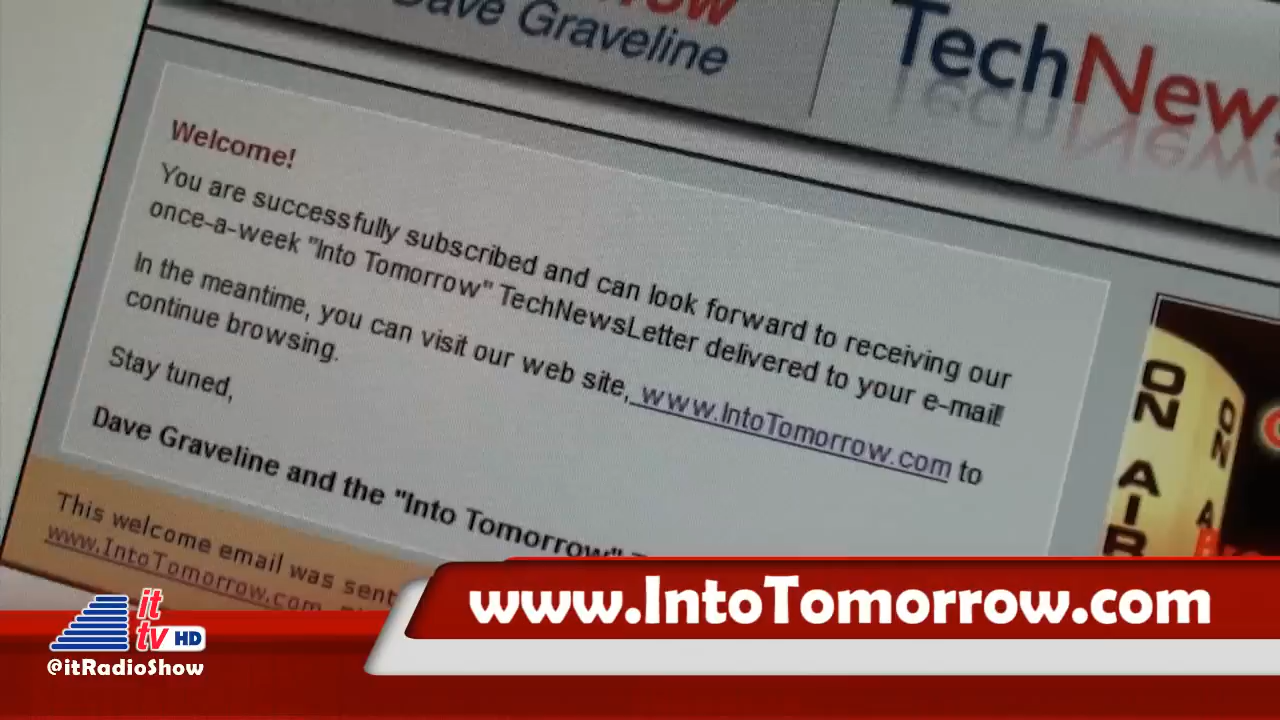 Dave Graveline
TechNews
Welcome!
You are successfully subscribed and can look forward to receiving our
once-a-week "Into Tomorrow" TechNewsLetter delivered to your e-mail!
In the meantime, you can visit our web site, www.IntoTomorrow.com to
continue browsing.
Stay tuned,
Dave Graveline and the "Into Tomorrow"
This welcome email was sent
www.IntoTomorrow.com
ON AIR
ON
www.IntoTomorrow.com
it
tv HD
@itRadioShow